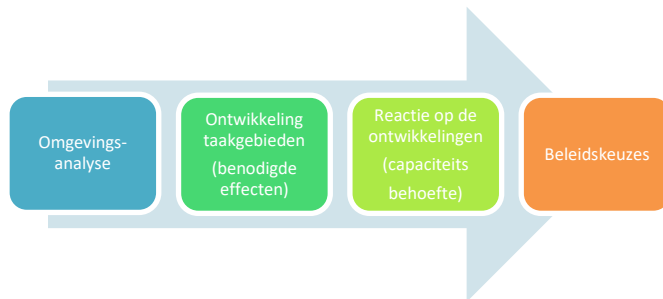 Omgevings-
analyse
Ontwikkeling
taakgebieden
(benodigde
effecten)
Reactie op de
ontwikkelingen
(capaciteits
behoefte)
Beleidskeuzes